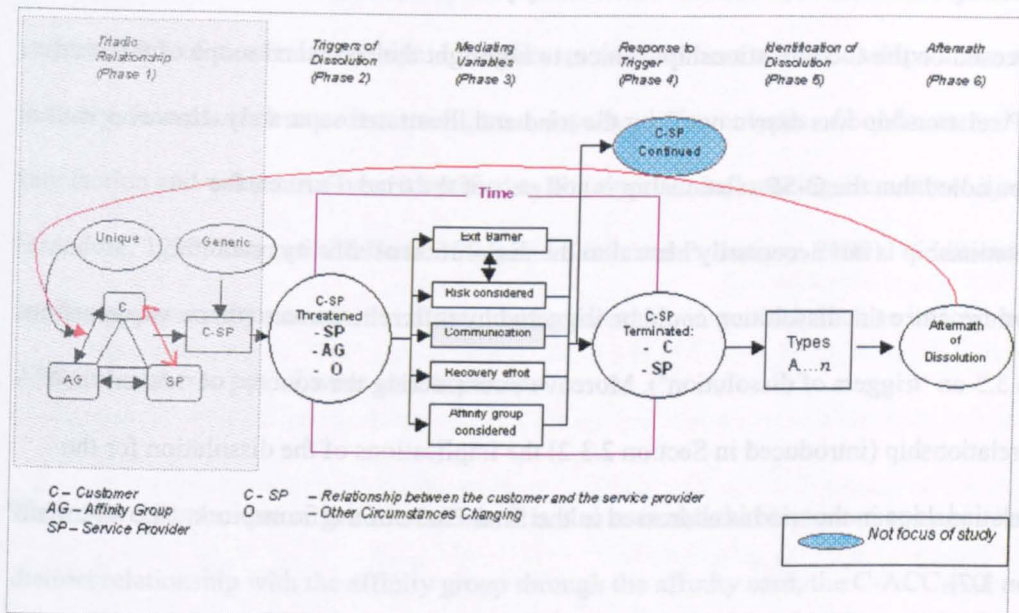 Triadic
Relationship
(Phase 1)
Triggers of
Dissolution
(Phase 2)
Mediating
Variables
(Phase 3)
Response to
Trigger
(Phase 4)
Identification of
Dissolution
(Phase 5)
Aftermath
(Phase 6)
C-SP
Continued
Time
Unique
Generic
C
AG
SP
C-SP
C-SP
Threatened
- SP
- AG
- O
Exit Barrier
Risk considered
Communication
Recovery effort
Affinity group
considered
C-SP
Terminates
- C
- SP
Types
A....n
Aftermath
of Dissolution
C – Customer
AG - Affinity Group
SP – Service Provider
C - SP – Relationship between the customer and the service provider
O – Other Circumstances Changing
Not focus of study